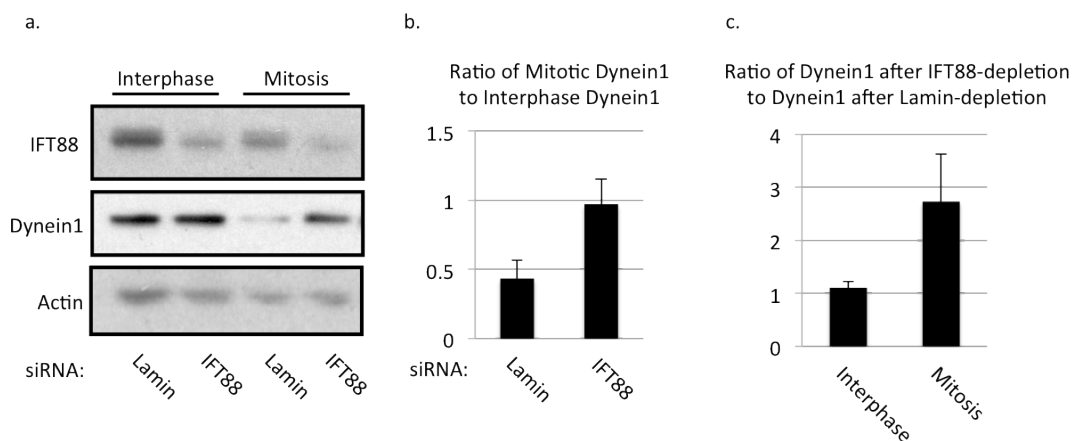 a.
Interphase Mitosis
IFT88
Dynein1
Actin
siRNA: Lamin IFT88 Lamin IFT88
b.
Ratio of Mitotic Dynein1
to Interphase Dynein1
1.5
1
0.5
0
siRNA: Lamin IFT88
c.
Ratio of Dynein1 after IFT88-depletion
to Dynein1 after Lamin-depletion
4
3
2
1
0
Interphase Mitosis